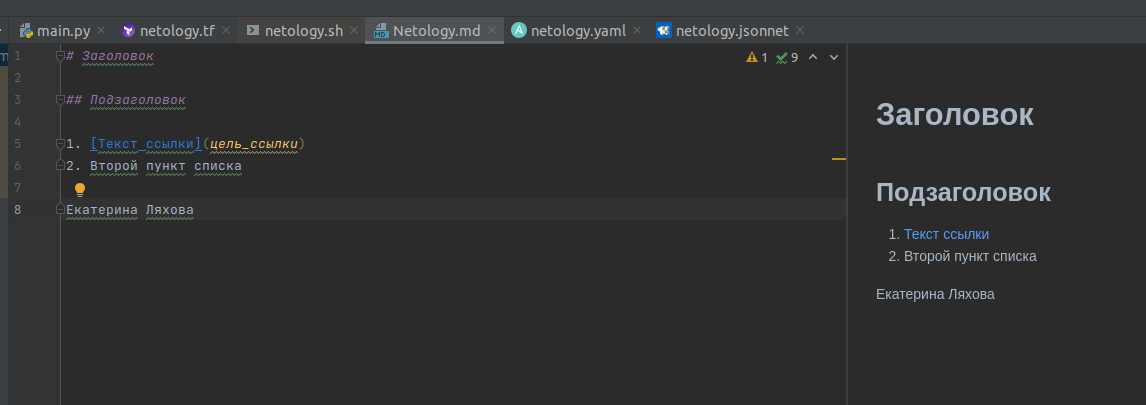 main.py netology.tf netology.sh Netology.md netology.yaml netology.jsonnet
1 # Заголовок 1 9
2
3 ## Подзаголовок
4
5 1. [Текст_ссылки](цель_ссылки)
6 2. Второй пункт списка
7
8 Екатерина Ляхова
Заголовок
Подзаголовок
1. Текст ссылки
2. Второй пункт списка
Екатерина Ляхова